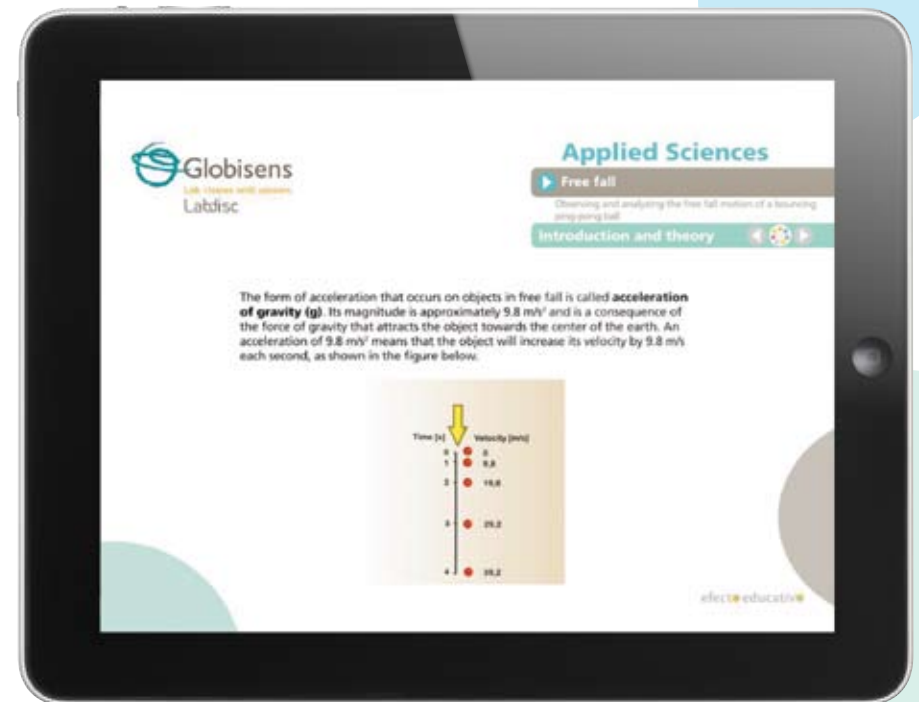 Globisens
Labdisc
Applied Sciences
Free fall
Observing and analyzing the free fall motion of a bouncing
ping-pong ball
Introduction and theory
The form of acceleration that occurs on objects in free fall is called acceleration
of gravity (g). Its magnitude is approximately 9.8 m/s² and is a consequence of
the force of gravity that attracts the object towards the center of the earth. An
acceleration of 9.8 m/s² means that the object will increase its velocity by 9.8 m/s
each second, as shown in the figure below.
Time [s] Velocity [m/s]
0 0
1 9,8
2 19,6
3
4
efecto educativo